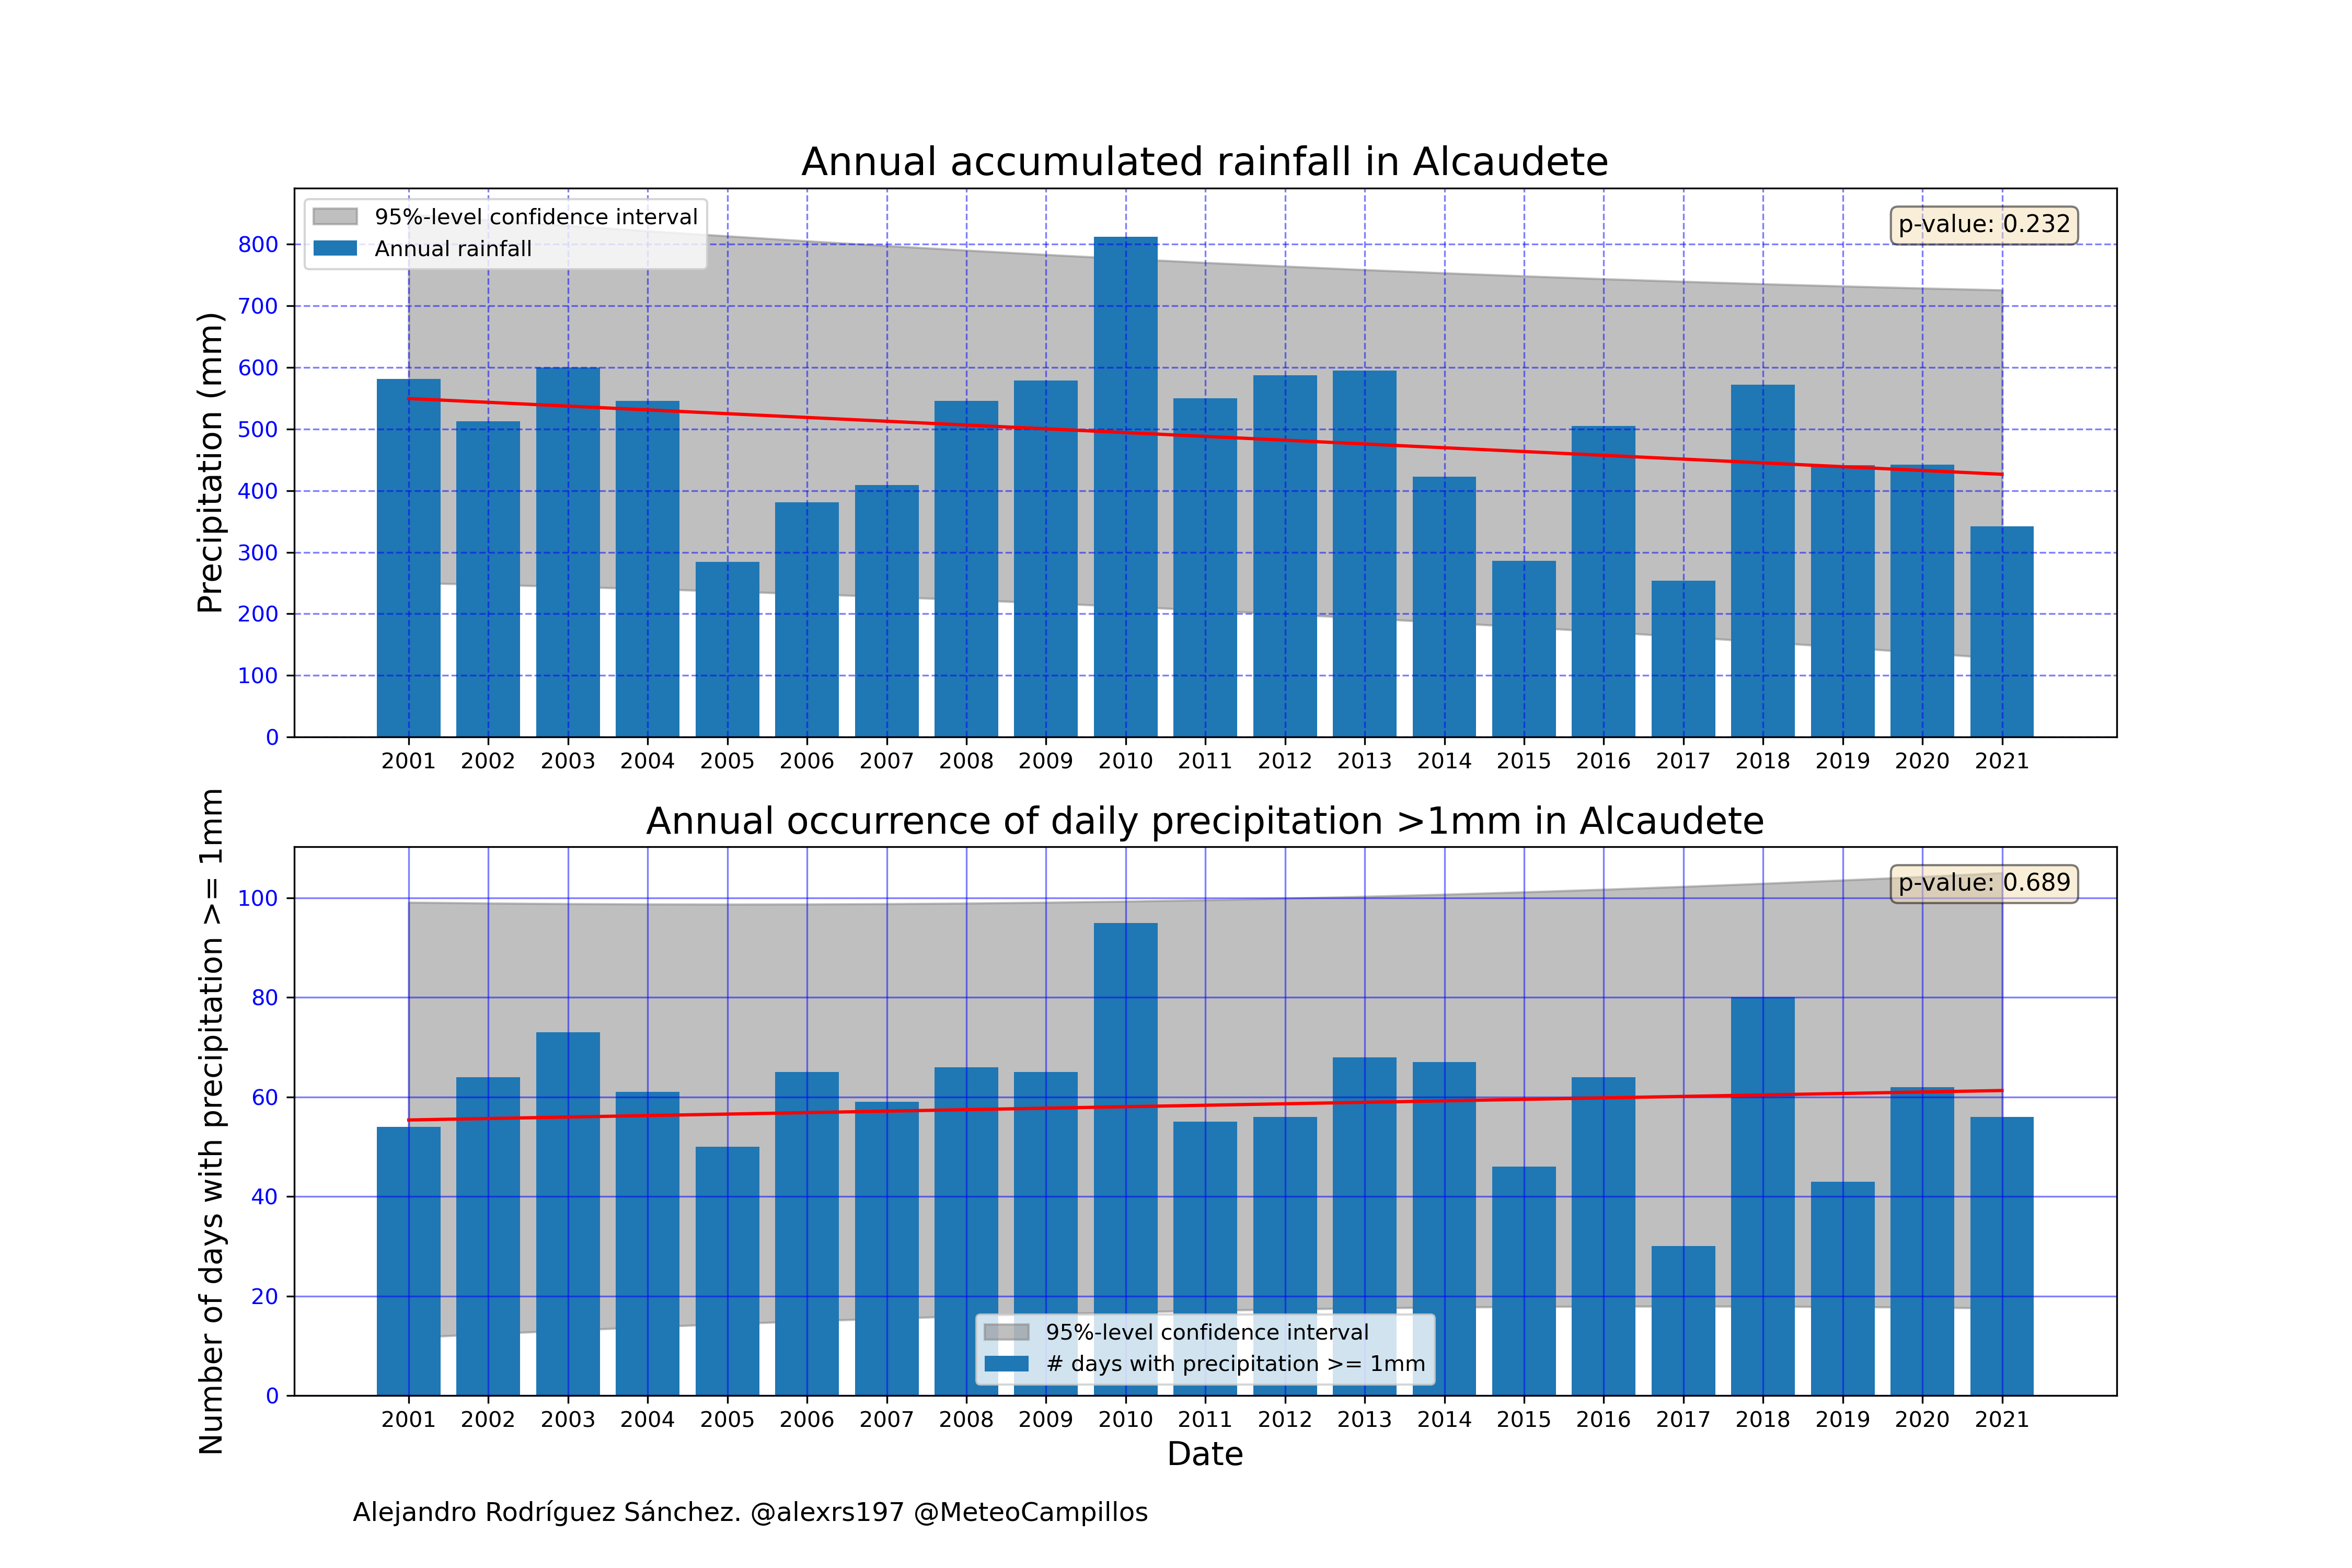 Annual accumulated rainfall in Alcaudete
95%-level confidence interval
Annual rainfall
p-value: 0.232
Precipitation (mm)
800
700
600
500
400
300
200
100
0
2001 2002 2003 2004 2005 2006 2007 2008 2009 2010 2011 2012 2013 2014 2015 2016 2017 2018 2019 2020 2021
Annual occurrence of daily precipitation >1mm in Alcaudete
p-value: 0.689
Number of days with precipitation >= 1mm
100
80
60
40
20
0
95%-level confidence interval
# days with precipitation >= 1mm
2001 2002 2003 2004 2005 2006 2007 2008 2009 2010 2011 2012 2013 2014 2015 2016 2017 2018 2019 2020 2021
Date
Alejandro Rodríguez Sánchez. @alexrs197 @MeteoCampillos